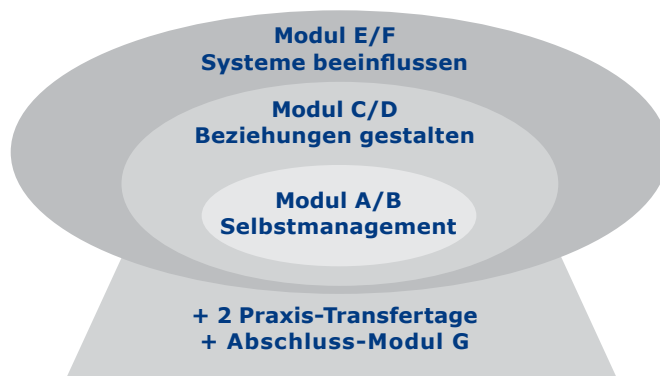 Modul E/F
Systeme beeinflussen
Modul C/D
Beziehungen gestalten
Modul A/B
Selbstmanagement
+ 2 Praxis-Transfertage
+ Abschluss-Modul G